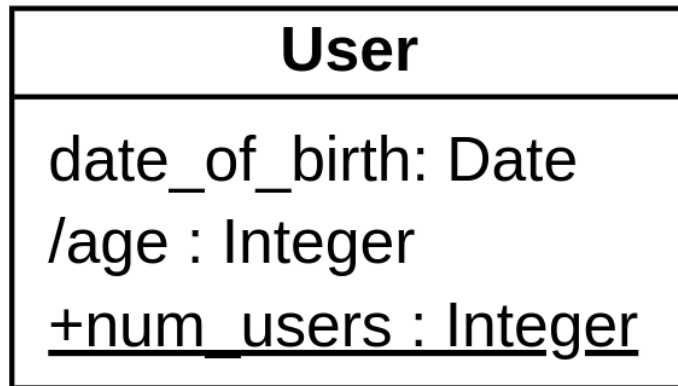 User
date_of_birth: Date
/age : Integer
+num_users : Integer